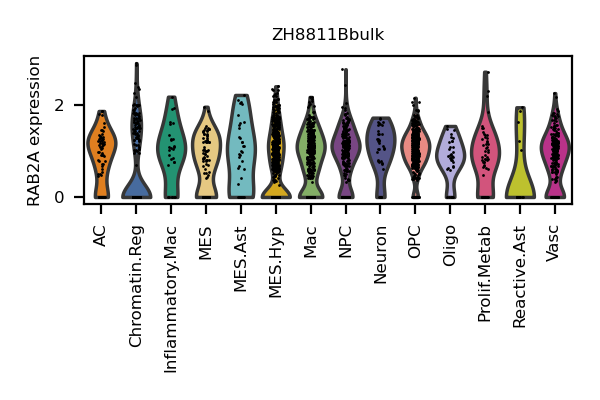 ZH8811Bbulk
RAB2A expression
2
0
AC
Chromatin.Reg
Inflammatory.Mac
MES
MES.Ast
MES.Hyp
Mac
NPC
Neuron
OPC
Oligo
Prolif.Metab
Reactive.Ast
Vasc